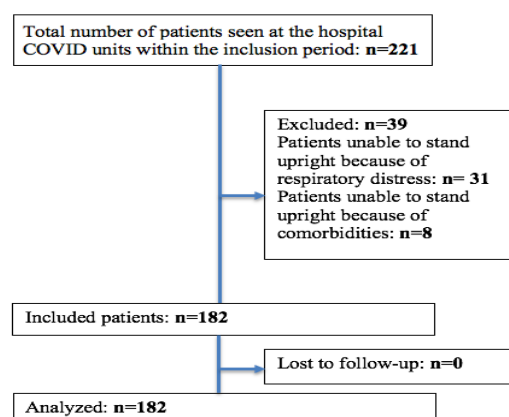 Total number of patients seen at the hospital
COVID units within the inclusion period: n=221
Excluded: n=39
Patients unable to stand
upright because of
respiratory distress: n= 31
Patients unable to stand
upright because of
comorbidities: n=8
Included patients: n=182
Lost to follow-up: n=0
Analyzed: n=182